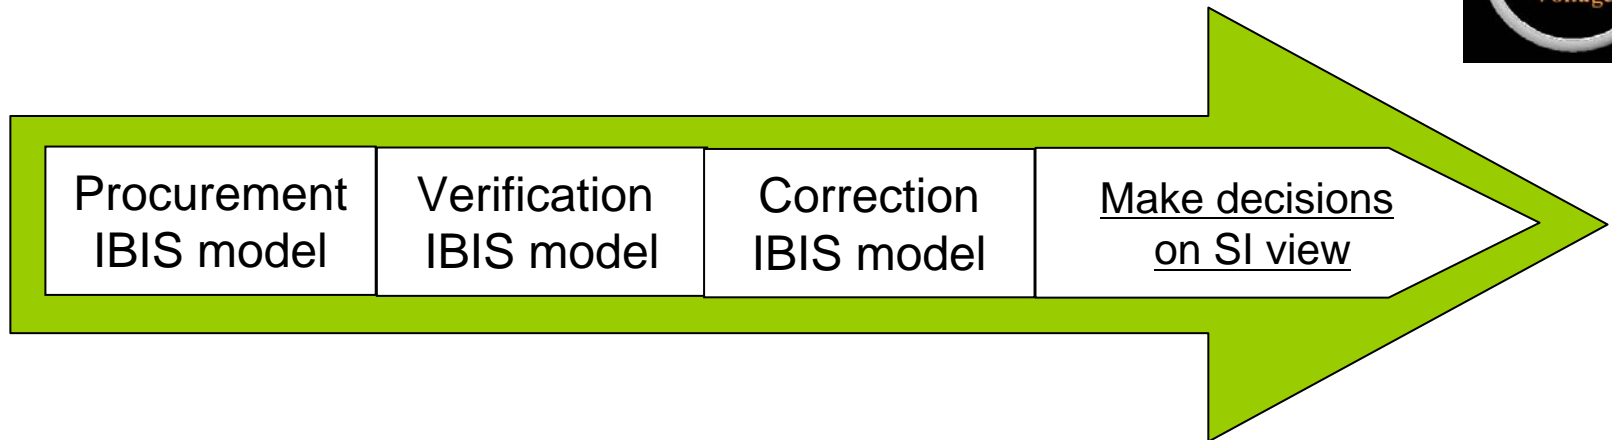 Procurement
IBIS model
Verification
IBIS model
Correction
IBIS model
Make decisions
on SI view